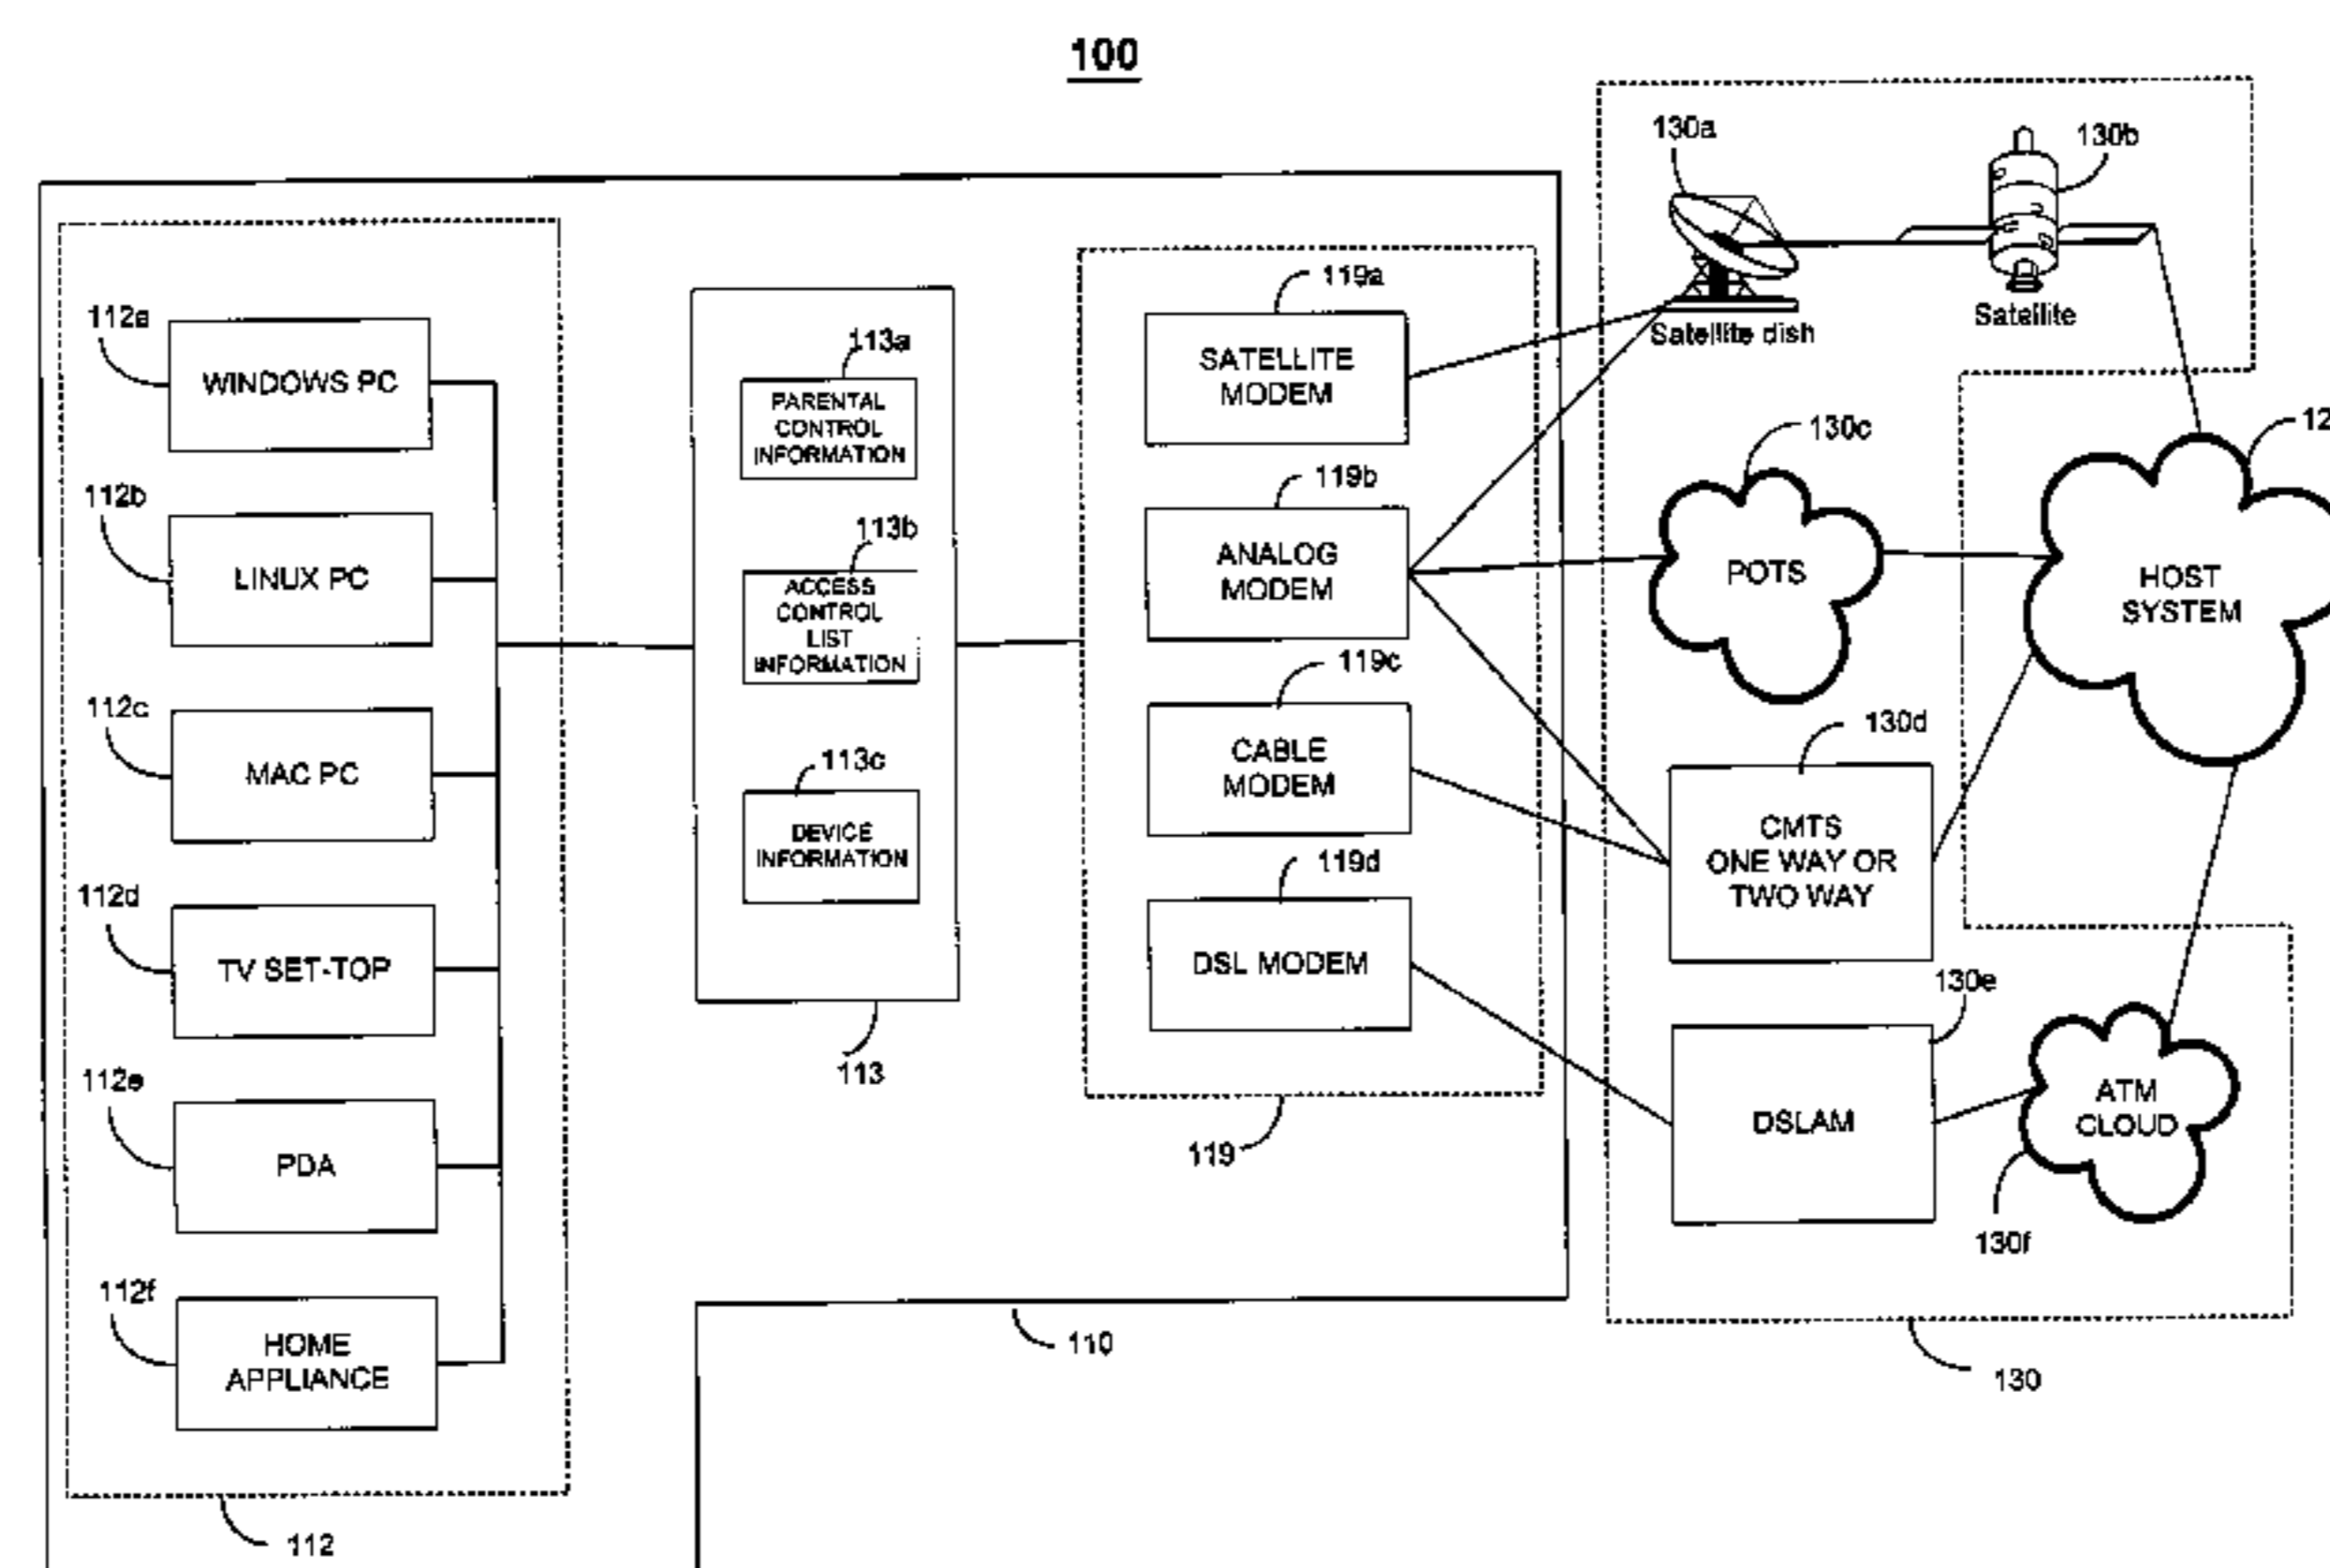 100
130a
130b
Satellite dish
Satellite
112a
WINDOWS PC
112b
LINUX PC
112c
MAC PC
112d
TV SET-TOP
112e
PDA
112f
HOME
APPLIANCE
112
113a
PARENTAL
CONTROL
INFORMATION
113b
ACCESS
CONTROL
LIST
INFORMATION
113c
DEVICE
INFORMATION
113
119a
SATELLITE
MODEM
119b
ANALOG
MODEM
119c
CABLE
MODEM
119d
DSL MODEM
119
110
130c
POTS
12
HOST
SYSTEM
130d
CMTS
ONE WAY OR
TWO WAY
130e
DSLAM
ATM
CLOUD
130f
130